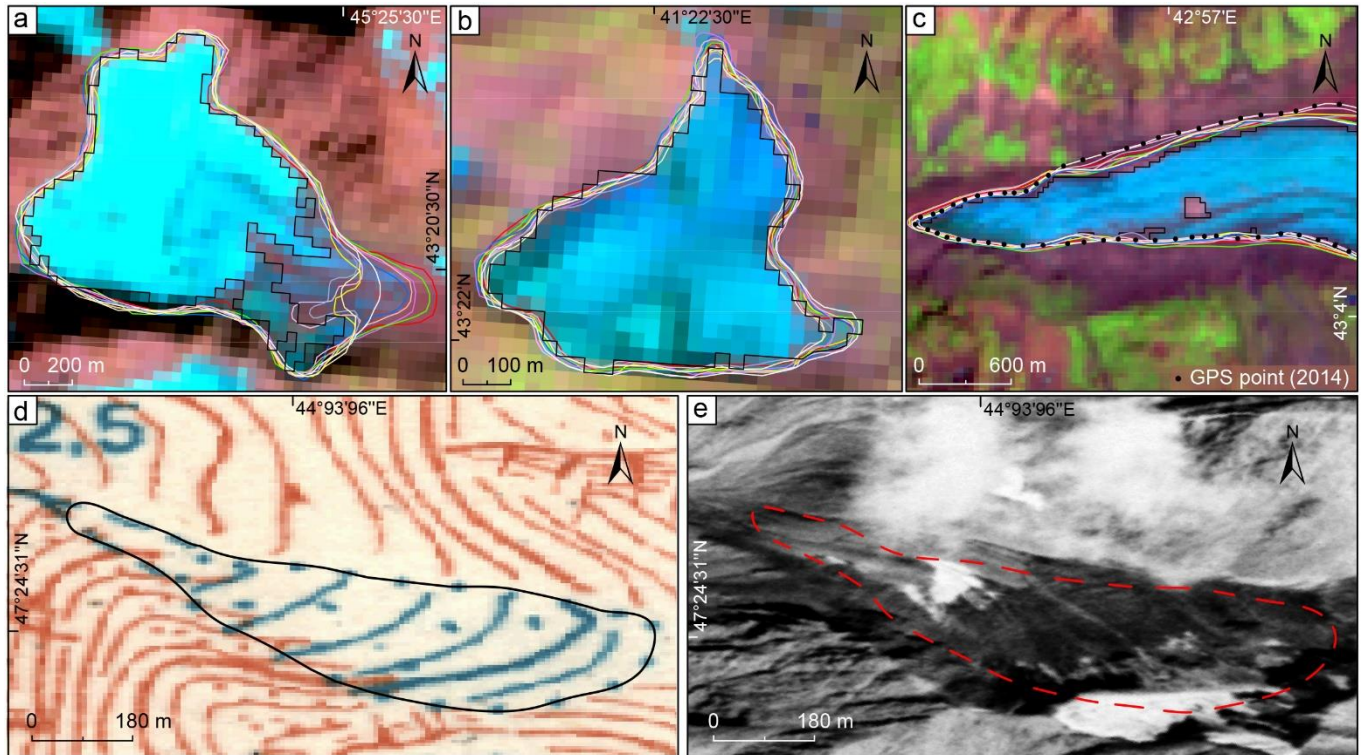 a
45°25'30"E
N
43°20'30"N
0 200 m
b
41°22'30"E
N
43°22'N
0 100 m
c
42°57'E
N
43°4'N
0 600 m
GPS point (2014)
d
2.5
44°93'96"E
N
47°24'31"N
0 180 m
e
44°93'96"E
N
47°24'31"N
0 180 m